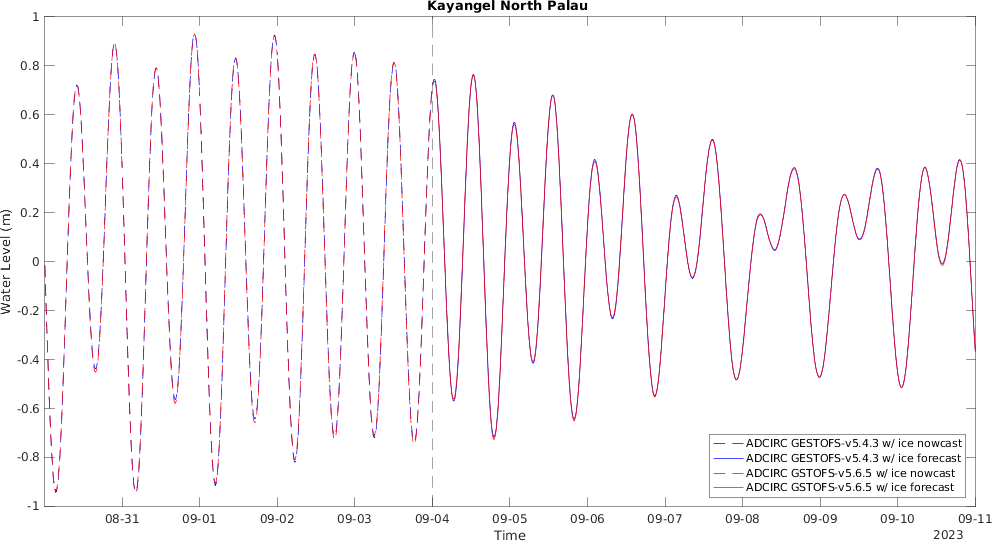 Kayangel North Palau
1
0.8
0.6
0.4
0.2
0
-0.2
-0.4
-0.6
-0.8
-1
Water Level (m)
08-31 09-01 09-02 09-03 09-04 09-05 09-06 09-07 09-08 09-09 09-10 09-11
Time
2023
ADCIRC GESTOFS-v5.4.3 w/ ice nowcast
ADCIRC GESTOFS-v5.4.3 w/ ice forecast
ADCIRC GSTOFS-v5.6.5 w/ ice nowcast
ADCIRC GSTOFS-v5.6.5 w/ ice forecast